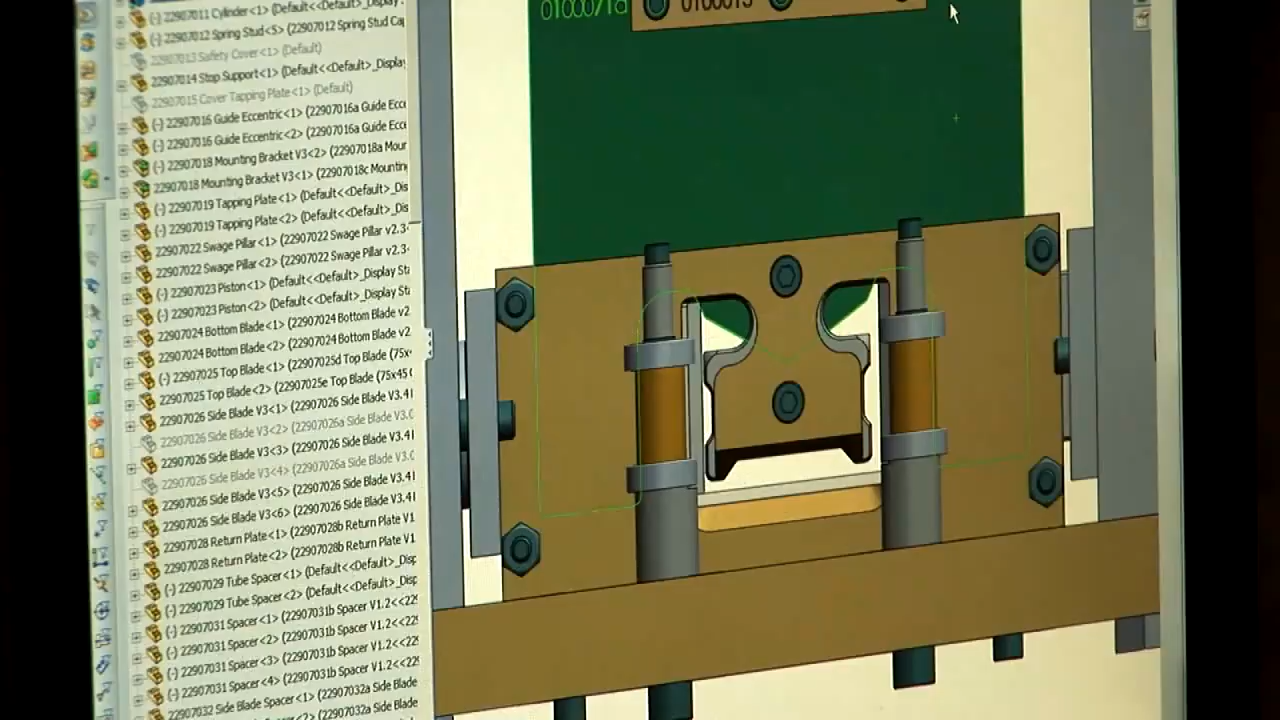 (-) 22907011 Cylinder<1> (Default<<Default>_Display
(-) 22907012 Spring Stud<5> (22907012 Spring Stud Cap
22907013 Safety Cover<1> (Default)
22907014 Stop Support<1> (Default<<Default>_Display
22907015 Cover Tapping Plate<1> (Default)
(-) 22907016 Guide Eccentric<1> (22907016a Guide Ecce
(-) 22907016 Guide Eccentric<2> (22907016a Guide Ecce
(-) 22907018 Mounting Bracket V3<2> (22907018a Moun
22907018 Mounting Bracket V3<1> (22907018c Mounting
(-) 22907019 Tapping Plate<1> (Default<<Default>_Dis
(-) 22907019 Tapping Plate<2> (Default<<Default>_Dis
22907022 Swage Pillar<1> (22907022 Swage Pillar v2.3
22907022 Swage Pillar<2> (22907022 Swage Pillar v2.3
(-) 22907023 Piston<1> (Default<<Default>_Display St
(-) 22907023 Piston<2> (Default<<Default>_Display St
22907024 Bottom Blade<1> (22907024 Bottom Blade v2
22907024 Bottom Blade<2> (22907024 Bottom Blade v2
(-) 22907025 Top Blade<1> (22907025d Top Blade (75x
22907025 Top Blade<2> (22907025e Top Blade (75x45
22907026 Side Blade V3<1> (22907026 Side Blade V3.4
22907026 Side Blade V3<2> (22907026a Side Blade V3.
22907026 Side Blade V3<3> (22907026 Side Blade V3.4
22907026 Side Blade V3<4> (22907026a Side Blade V3.
22907026 Side Blade V3<5> (22907026 Side Blade V3.4
22907026 Side Blade V3<6> (22907026 Side Blade V3.4
22907028 Return Plate<1> (22907028b Return Plate V1
22907028 Return Plate<2> (22907028b Return Plate V1
(-) 22907029 Tube Spacer<1> (Default<<Default>_Disp
(-) 22907029 Tube Spacer<2> (Default<<Default>_Disp
(-) 22907031 Spacer<1> (22907031b Spacer V1.2<<22
(-) 22907031 Spacer<2> (22907031b Spacer V1.2<<229
(-) 22907031 Spacer<3> (22907031b Spacer V1.2<<22
(-) 22907031 Spacer<4> (22907031b Spacer V1.2<<22
22907032 Side Blade Spacer<1> (22907032a Side Blade
(22907032a Side Blade